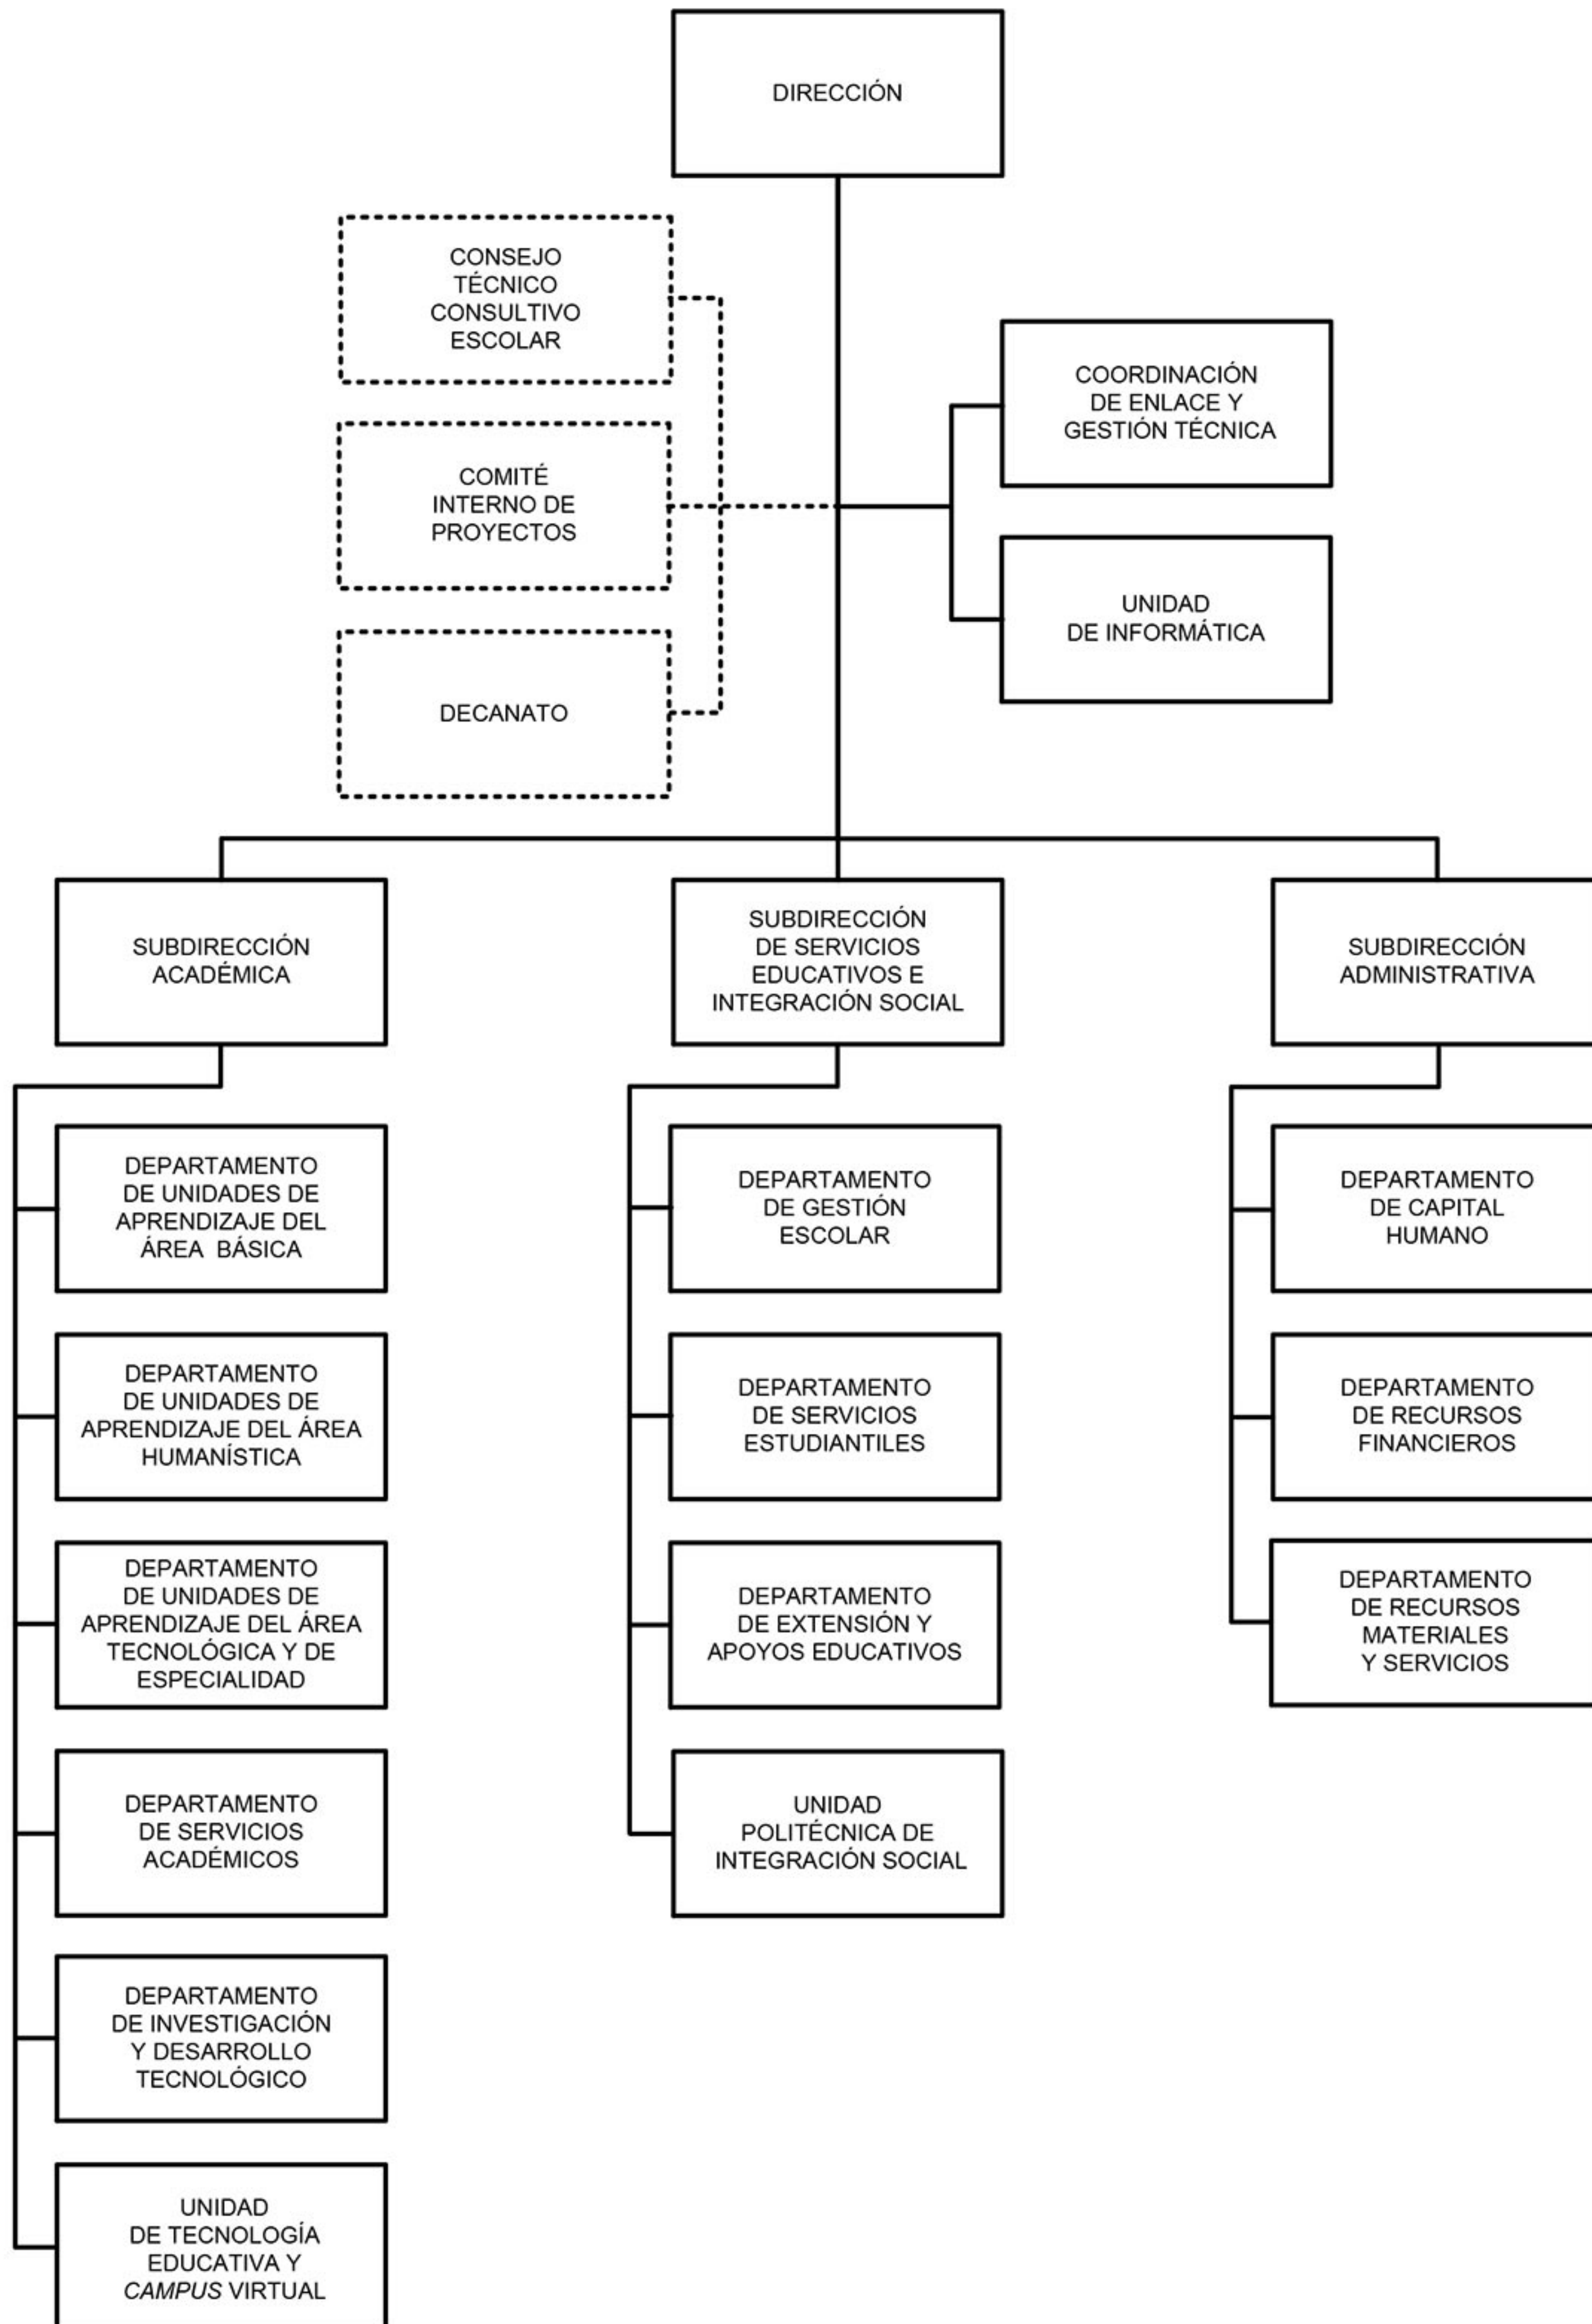 DIRECCIÓN
CONSEJO
TÉCNICO
CONSULTIVO
ESCOLAR
COORDINACIÓN
DE ENLACE Y
GESTIÓN TÉCNICA
COMITÉ
INTERNO DE
PROYECTOS
UNIDAD
DE INFORMÁTICA
DECANATO
SUBDIRECCIÓN
ACADÉMICA
SUBDIRECCIÓN
DE SERVICIOS
EDUCATIVOS E
INTEGRACIÓN SOCIAL
SUBDIRECCIÓN
ADMINISTRATIVA
DEPARTAMENTO
DE UNIDADES DE
APRENDIZAJE DEL
ÁREA BÁSICA
DEPARTAMENTO
DE UNIDADES DE
APRENDIZAJE DEL ÁREA
HUMANÍSTICA
DEPARTAMENTO
DE UNIDADES DE
APRENDIZAJE DEL ÁREA
TECNOLÓGICA Y DE
ESPECIALIDAD
DEPARTAMENTO
DE SERVICIOS
ACADÉMICOS
DEPARTAMENTO
DE INVESTIGACIÓN
Y DESARROLLO
TECNOLÓGICO
UNIDAD
DE TECNOLOGÍA
EDUCATIVA Y
CAMPUS VIRTUAL
DEPARTAMENTO
DE GESTIÓN
ESCOLAR
DEPARTAMENTO
DE SERVICIOS
ESTUDIANTILES
DEPARTAMENTO
DE EXTENSIÓN Y
APOYOS EDUCATIVOS
UNIDAD
POLITÉCNICA DE
INTEGRACIÓN SOCIAL
DEPARTAMENTO
DE CAPITAL
HUMANO
DEPARTAMENTO
DE RECURSOS
FINANCIEROS
DEPARTAMENTO
DE RECURSOS
MATERIALES
Y SERVICIOS